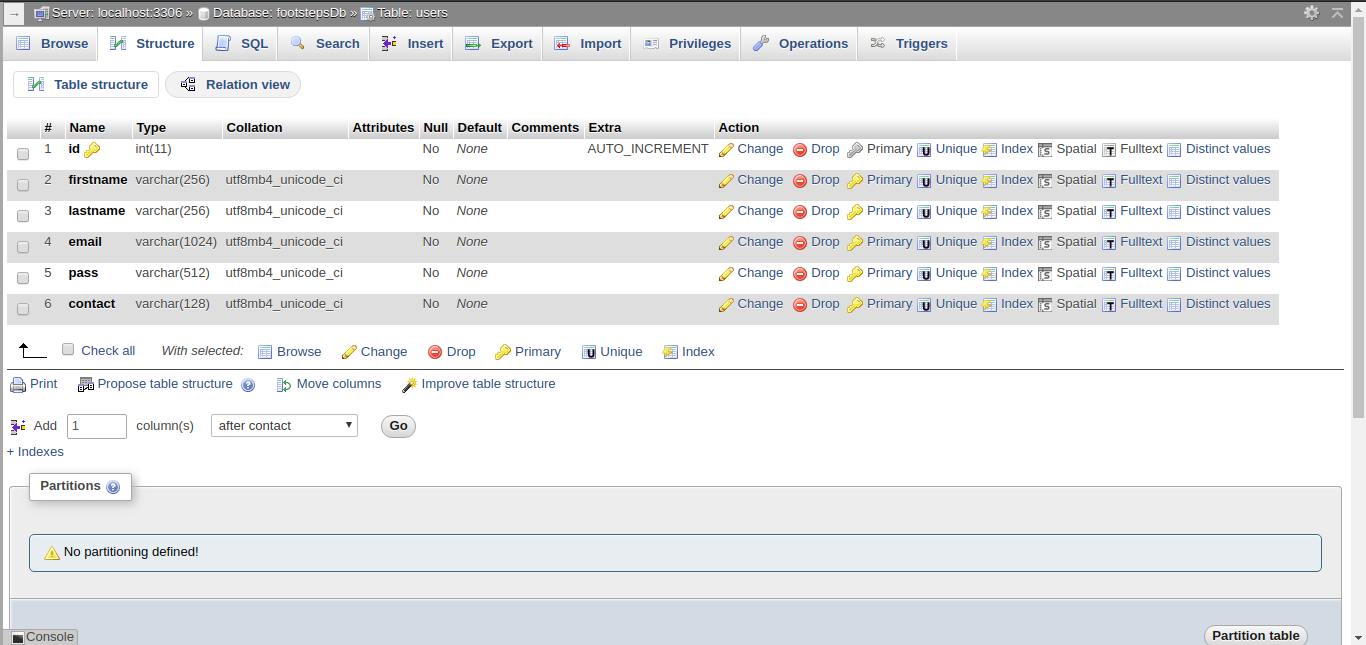 → Server: localhost:3306 » Database: footstepsDb » Table: users
Browse Structure SQL Search Insert Export Import Privileges Operations Triggers
Table structure Relation view
# Name Type Collation Attributes Null Default Comments Extra Action
1 id int(11) No None AUTO_INCREMENT Change Drop Primary Unique Index Spatial Fulltext Distinct values
2 firstname varchar(256) utf8mb4_unicode_ci No None Change Drop Primary Unique Index Spatial Fulltext Distinct values
3 lastname varchar(256) utf8mb4_unicode_ci No None Change Drop Primary Unique Index Spatial Fulltext Distinct values
4 email varchar(1024) utf8mb4_unicode_ci No None Change Drop Primary Unique Index Spatial Fulltext Distinct values
5 pass varchar(512) utf8mb4_unicode_ci No None Change Drop Primary Unique Index Spatial Fulltext Distinct values
6 contact varchar(128) utf8mb4_unicode_ci No None Change Drop Primary Unique Index Spatial Fulltext Distinct values
Check all With selected: Browse Change Drop Primary Unique Index
Print Propose table structure Move columns Improve table structure
Add 1 column(s) after contact Go
+ Indexes
Partitions
No partitioning defined!
Partition table
Console